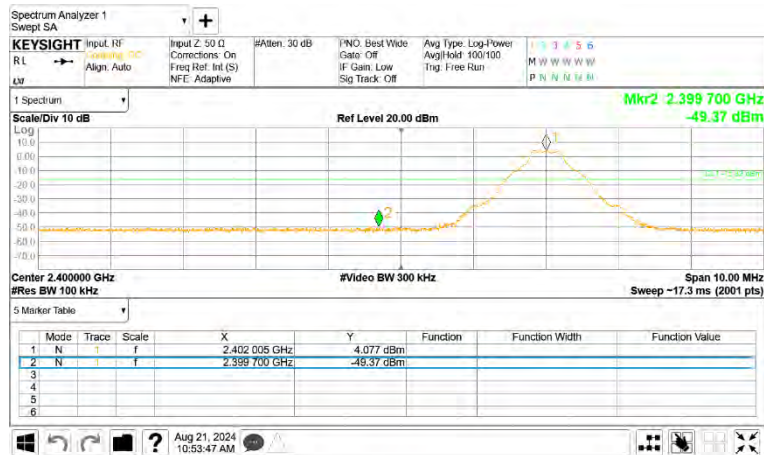 Spectrum Analyzer 1
Swept SA
KEYSIGHT Input: RF Input Z: 50 Ω #Atten: 30 dB PNO: Best Wide Avg Type: Log-Power 1 2 3 4 5 6
RL Corrections: On Gate: Off Avg|Hold: 100/100 M W W W W W
Align: Auto Freq Ref: Int (S) IF Gain: Low Trig: Free Run
NFE: Adaptive Sig Track: Off P N N N N N
1 Spectrum
Mkr2 2.399 700 GHz
Scale/Div 10 dB Ref Level 20.00 dBm -49.37 dBm
Log
10.0
0.00
-10.0
-20.0
-30.0
-40.0
-50.0
-60.0
-70.0
1
2
Center 2.400000 GHz #Video BW 300 kHz Span 10.00 MHz
#Res BW 100 kHz Sweep ~17.3 ms (2001 pts)
5 Marker Table
Mode Trace Scale X Y Function Function Width Function Value
1 N 1 f 2.402 005 GHz 4.077 dBm
2 N 1 f 2.399 700 GHz -49.37 dBm
3
4
5
6
? Aug 21, 2024
10:53:47 AM